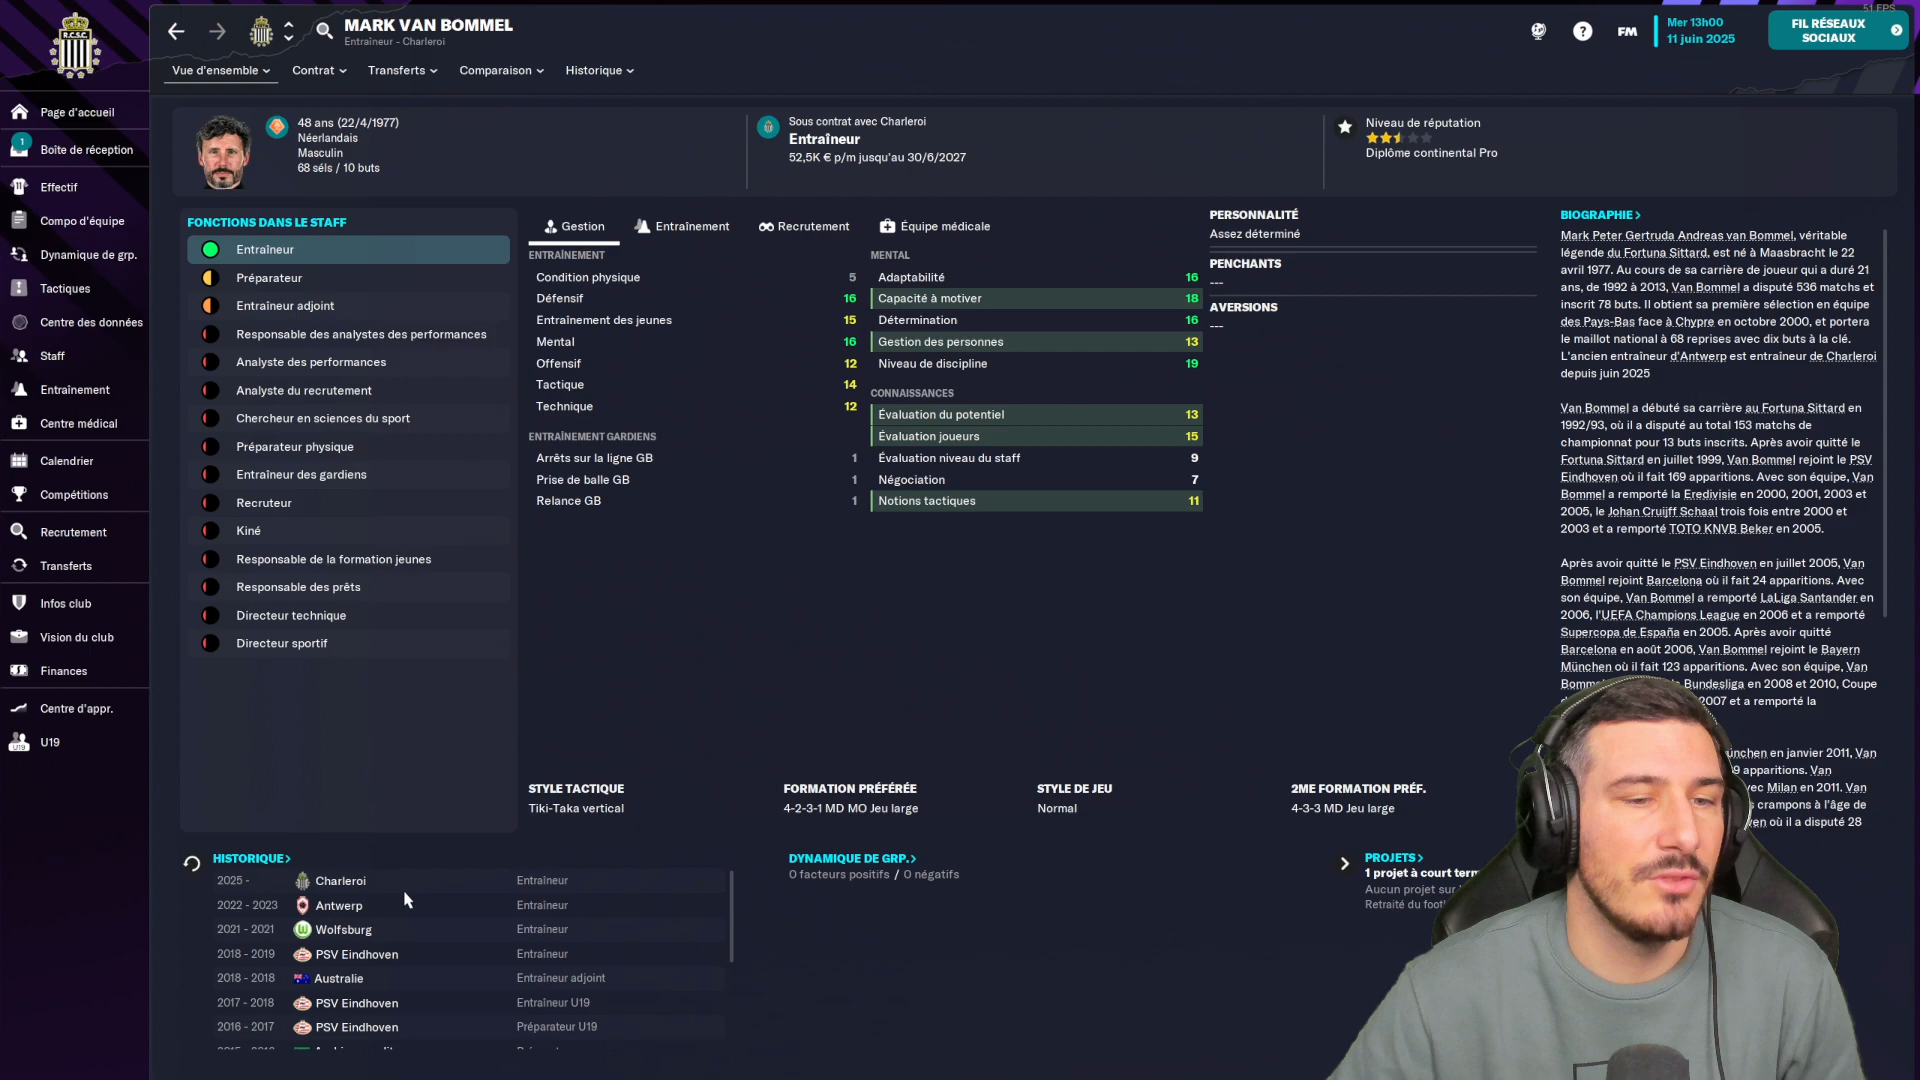 R.C.S.C.
MARK VAN BOMMEL
Entraîneur - Charleroi
51 FPS
FM
Mer 13h00
11 juin 2025
FIL RÉSEAUX
SOCIAUX
Vue d'ensemble
Contrat
Transferts
Comparaison
Historique
Page d'accueil
1
Boîte de réception
Effectif
Compo d'équipe
Dynamique de grp.
Tactiques
Centre des données
Staff
Entraînement
Centre médical
Calendrier
Compétitions
Recrutement
Transferts
Infos club
Vision du club
Finances
Centre d'appr.
U19
48 ans (22/4/1977)
Néerlandais
Masculin
68 séls / 10 buts
Sous contrat avec Charleroi
Entraîneur
52,5K € p/m jusqu'au 30/6/2027
Niveau de réputation
Diplôme continental Pro
FONCTIONS DANS LE STAFF
Entraîneur
Préparateur
Entraîneur adjoint
Responsable des analystes des performances
Analyste des performances
Analyste du recrutement
Chercheur en sciences du sport
Préparateur physique
Entraîneur des gardiens
Recruteur
Kiné
Responsable de la formation jeunes
Responsable des prêts
Directeur technique
Directeur sportif
Gestion
Entraînement
Recrutement
Équipe médicale
ENTRAÎNEMENT
Condition physique 5
Défensif 16
Entraînement des jeunes 15
Mental 16
Offensif 12
Tactique 14
Technique 12
ENTRAÎNEMENT GARDIENS
Arrêts sur la ligne GB 1
Prise de balle GB 1
Relance GB 1
MENTAL
Adaptabilité 16
Capacité à motiver 18
Détermination 16
Gestion des personnes 13
Niveau de discipline 19
CONNAISSANCES
Évaluation du potentiel 13
Évaluation joueurs 15
Évaluation niveau du staff 9
Négociation 7
Notions tactiques 11
PERSONNALITÉ
Assez déterminé
PENCHANTS
---
AVERSIONS
---
BIOGRAPHIE>
Mark Peter Gertruda Andreas van Bommel, véritable
légende du Fortuna Sittard, est né à Maasbracht le 22
avril 1977. Au cours de sa carrière de joueur qui a duré 21
ans, de 1992 à 2013, Van Bommel a disputé 536 matchs et
inscrit 78 buts. Il obtient sa première sélection en équipe
des Pays-Bas face à Chypre en octobre 2000, et portera
le maillot national à 68 reprises avec dix buts à la clé.
L'ancien entraîneur d'Antwerp est entraîneur de Charleroi
depuis juin 2025
Van Bommel a débuté sa carrière au Fortuna Sittard en
1992/93, où il a disputé au total 153 matchs de
championnat pour 13 buts inscrits. Après avoir quitté le
Fortuna Sittard en juillet 1999, Van Bommel rejoint le PSV
Eindhoven où il fait 169 apparitions. Avec son équipe, Van
Bommel a remporté la Eredivisie en 2000, 2001, 2003 et
2005, le Johan Cruijff Schaal trois fois entre 2000 et
2003 et a remporté TOTO KNVB Beker en 2005.
Après avoir quitté le PSV Eindhoven en juillet 2005, Van
Bommel rejoint Barcelona où il fait 24 apparitions. Avec
son équipe, Van Bommel a remporté LaLiga Santander en
2006, l'UEFA Champions League en 2006 et a remporté
Supercopa de España en 2005. Après avoir quitté
Barcelona en août 2006, Van Bommel rejoint le Bayern
München où il fait 123 apparitions. Avec son équipe, Van
Bomm Bundesliga en 2008 et 2010, Coupe
2007 et a remporté la
en janvier 2011, Van
9 apparitions. Van
Milan en 2011. Van
crampons à l'âge de
où il a disputé 28
STYLE TACTIQUE
Tiki-Taka vertical
FORMATION PRÉFÉRÉE
4-2-3-1 MD MO Jeu large
STYLE DE JEU
Normal
2ME FORMATION PRÉF.
4-3-3 MD Jeu large
HISTORIQUE>
2025 - Charleroi Entraîneur
2022 - 2023 Antwerp Entraîneur
2021 - 2021 Wolfsburg Entraîneur
2018 - 2019 PSV Eindhoven Entraîneur
2018 - 2018 Australie Entraîneur adjoint
2017 - 2018 PSV Eindhoven Entraîneur U19
2016 - 2017 PSV Eindhoven Préparateur U19
DYNAMIQUE DE GRP.>
0 facteurs positifs / 0 négatifs
PROJETS>
1 projet à court term
Aucun projet sur
Retraité du foot